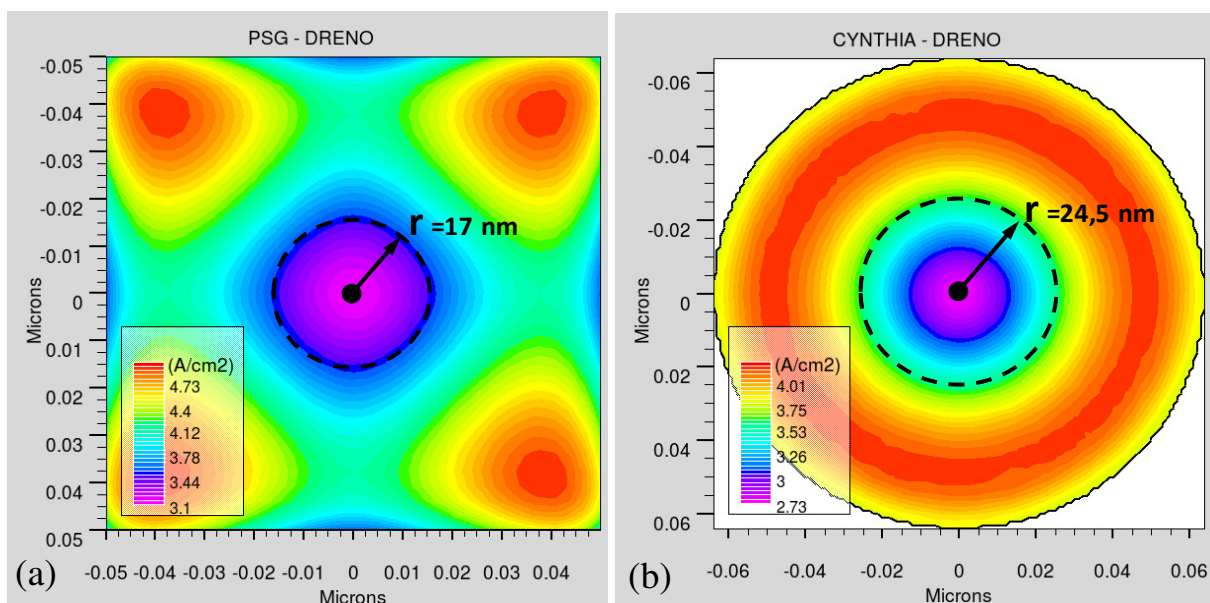 PSG - DRENO
-0.05
-0.04
-0.03
-0.02
-0.01
0
0.01
0.02
0.03
0.04
0.05
Microns
r =17 nm
(A/cm2)
4.73
4.4
4.12
3.78
3.44
3.1
-0.05 -0.04 -0.03 -0.02 -0.01 0 0.01 0.02 0.03 0.04
Microns
(a)
CYNTHIA - DRENO
-0.06
-0.04
-0.02
0
0.02
0.04
0.06
Microns
r =24,5 nm
(A/cm2)
4.01
3.75
3.53
3.26
3
2.73
-0.06 -0.04 -0.02 0 0.02 0.04 0.06
Microns
(b)